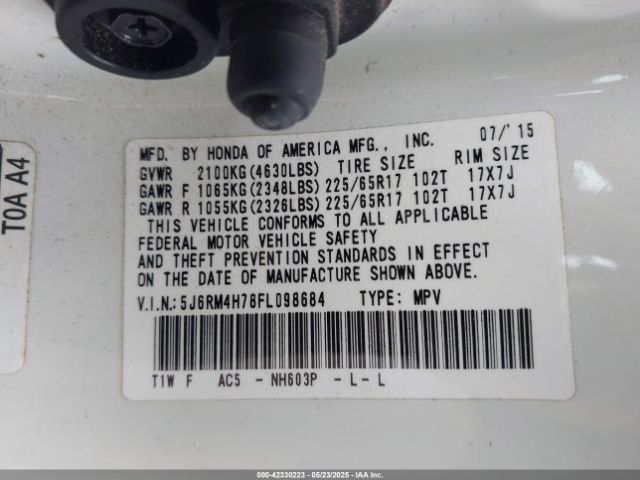 MFD. BY HONDA OF AMERICA MFG., INC. 07/'15
GVWR 2100KG(4630LBS) TIRE SIZE RIM SIZE
GAWR F 1065KG(2348LBS) 225/65R17 102T 17X7J
GAWR R 1055KG(2326LBS) 225/65R17 102T 17X7J
THIS VEHICLE CONFORMS TO ALL APPLICABLE
FEDERAL MOTOR VEHICLE SAFETY
AND THEFT PREVENTION STANDARDS IN EFFECT
ON THE DATE OF MANUFACTURE SHOWN ABOVE.
V.I.N.: 5J6RM4H78FL098684 TYPE: MPV
T1W F AC5 - NH603P - L - L
T0A A4
000-42330223 - 05/23/2025 - IAAI.COM